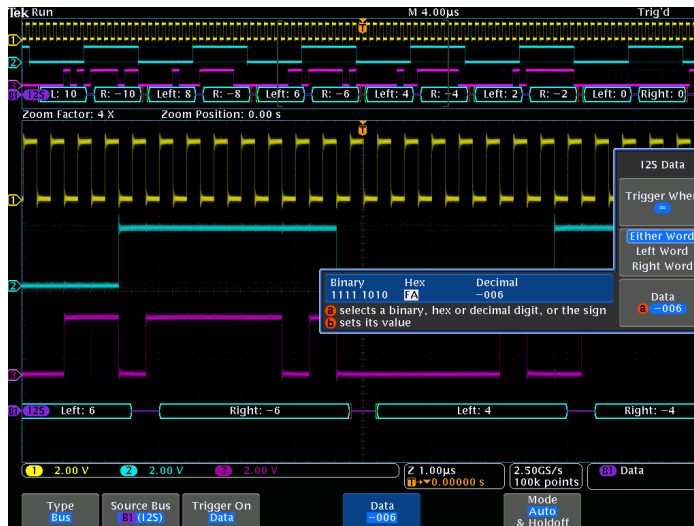 Tek Run M 4.00µs Trig'd
T
1
2
3
B1 I2S L: 10 R: −10 Left: 8 R: −8 Left: 6 R: −6 Left: 4 R: −4 Left: 2 R: −2 Left: 0 Right: 0
Zoom Factor: 4 X Zoom Position: 0.00 s
T
1
2
3
I2S Data
Trigger When
=
Either Word
Left Word
Right Word
Data
a −006
Binary Hex Decimal
1111 1010 FA −006
a selects a binary, hex or decimal digit, or the sign
b sets its value
B1 I2S Left: 6 Right: −6 Left: 4 Right: −4
1 2.00 V 2 2.00 V 3 2.00 V
Z 1.00µs
T→▼0.00000 s
2.50GS/s
100k points
B1 Data
Type
Bus
Source Bus
B1 (I2S)
Trigger On
Data
Data
−006
Mode
Auto
& Holdoff